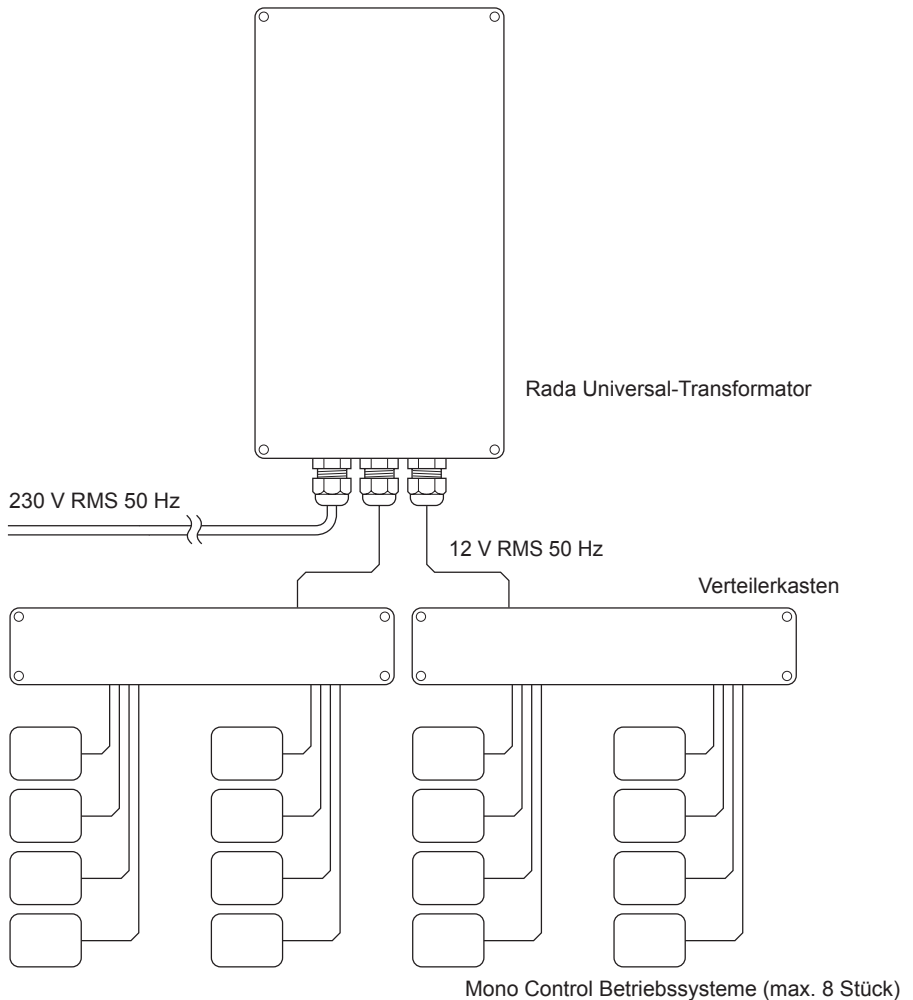 Rada Universal-Transformator
230 V RMS 50 Hz
12 V RMS 50 Hz
Verteilerkasten
Mono Control Betriebssysteme (max. 8 Stück)